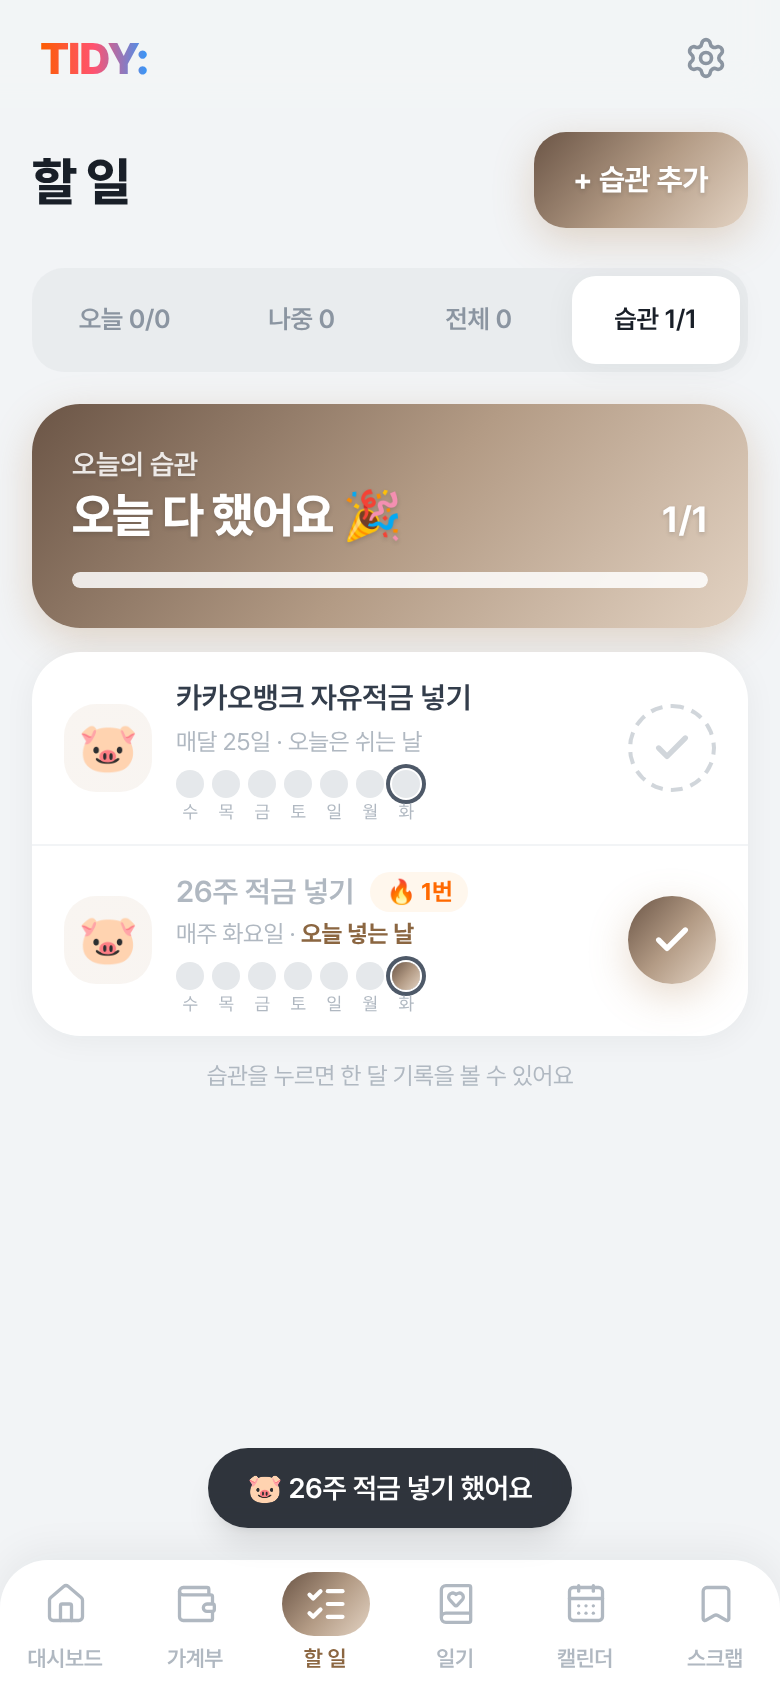 TIDY:
할 일
+ 습관 추가
오늘 0/0
나중 0
전체 0
습관 1/1
오늘의 습관
오늘 다 했어요 🎉
1/1
카카오뱅크 자유적금 넣기
매달 25일 · 오늘은 쉬는 날
수 목 금 토 일 월 화
26주 적금 넣기 🔥 1번
매주 화요일 · 오늘 넣는 날
수 목 금 토 일 월 화
습관을 누르면 한 달 기록을 볼 수 있어요
🐷 26주 적금 넣기 했어요
대시보드
가계부
할 일
일기
캘린더
스크랩